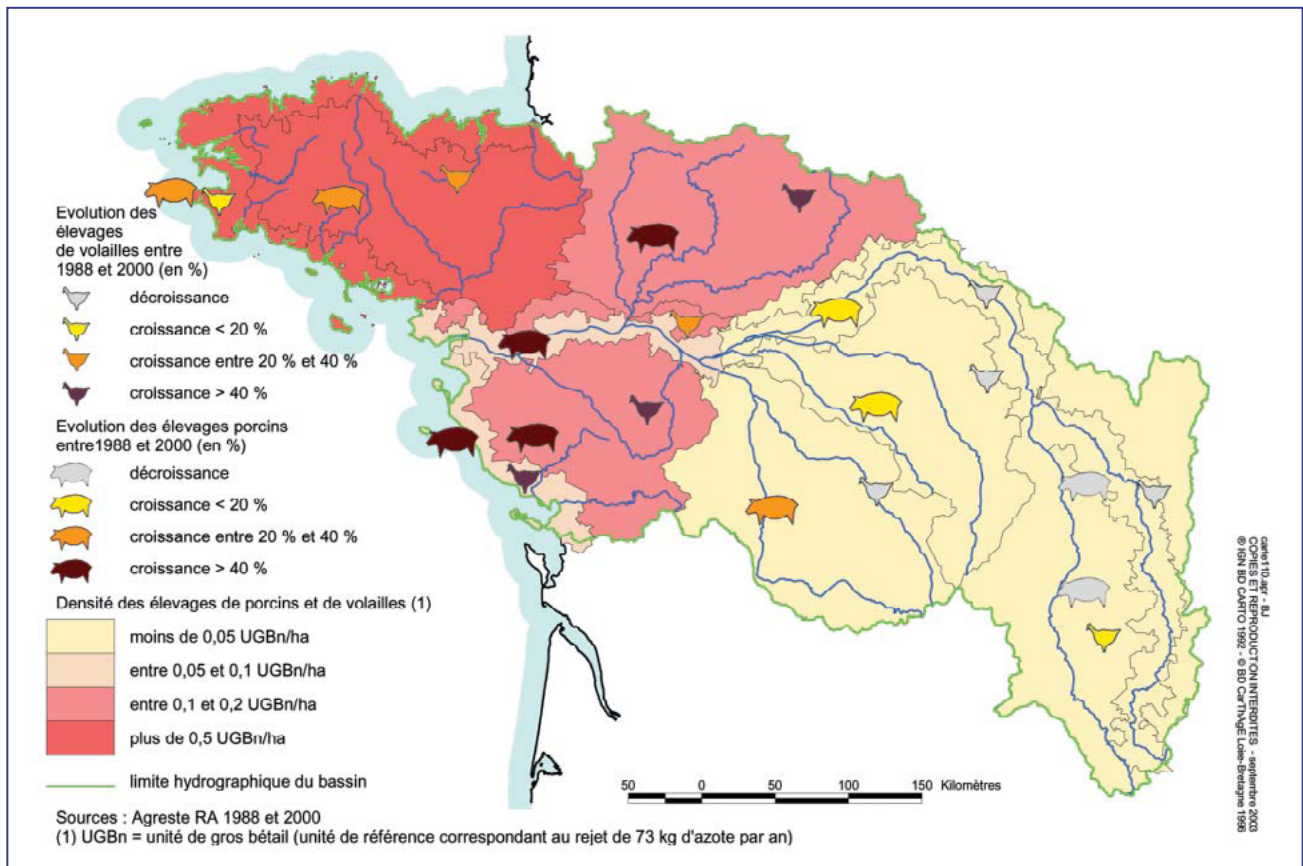 Evolution des
élevages
de volailles entre
1988 et 2000 (en %)
décroissance
croissance < 20 %
croissance entre 20 % et 40 %
croissance > 40 %
Evolution des élevages porcins
entre1988 et 2000 (en %)
décroissance
croissance < 20 %
croissance entre 20 % et 40 %
croissance > 40 %
Densité des élevages de porcins et de volailles (1)
moins de 0,05 UGBn/ha
entre 0,05 et 0,1 UGBn/ha
entre 0,1 et 0,2 UGBn/ha
plus de 0,5 UGBn/ha
limite hydrographique du bassin
50 0 50 100 150 Kilomètres
Sources : Agreste RA 1988 et 2000
(1) UGBn = unité de gros bétail (unité de référence correspondant au rejet de 73 kg d'azote par an)
carte110.apr - BJ
COPIES ET REPRODUCTION INTERDITES - septembre 2003
® IGN BD CARTO 1992 - © BD CarThAgE Loire-Bretagne 1996